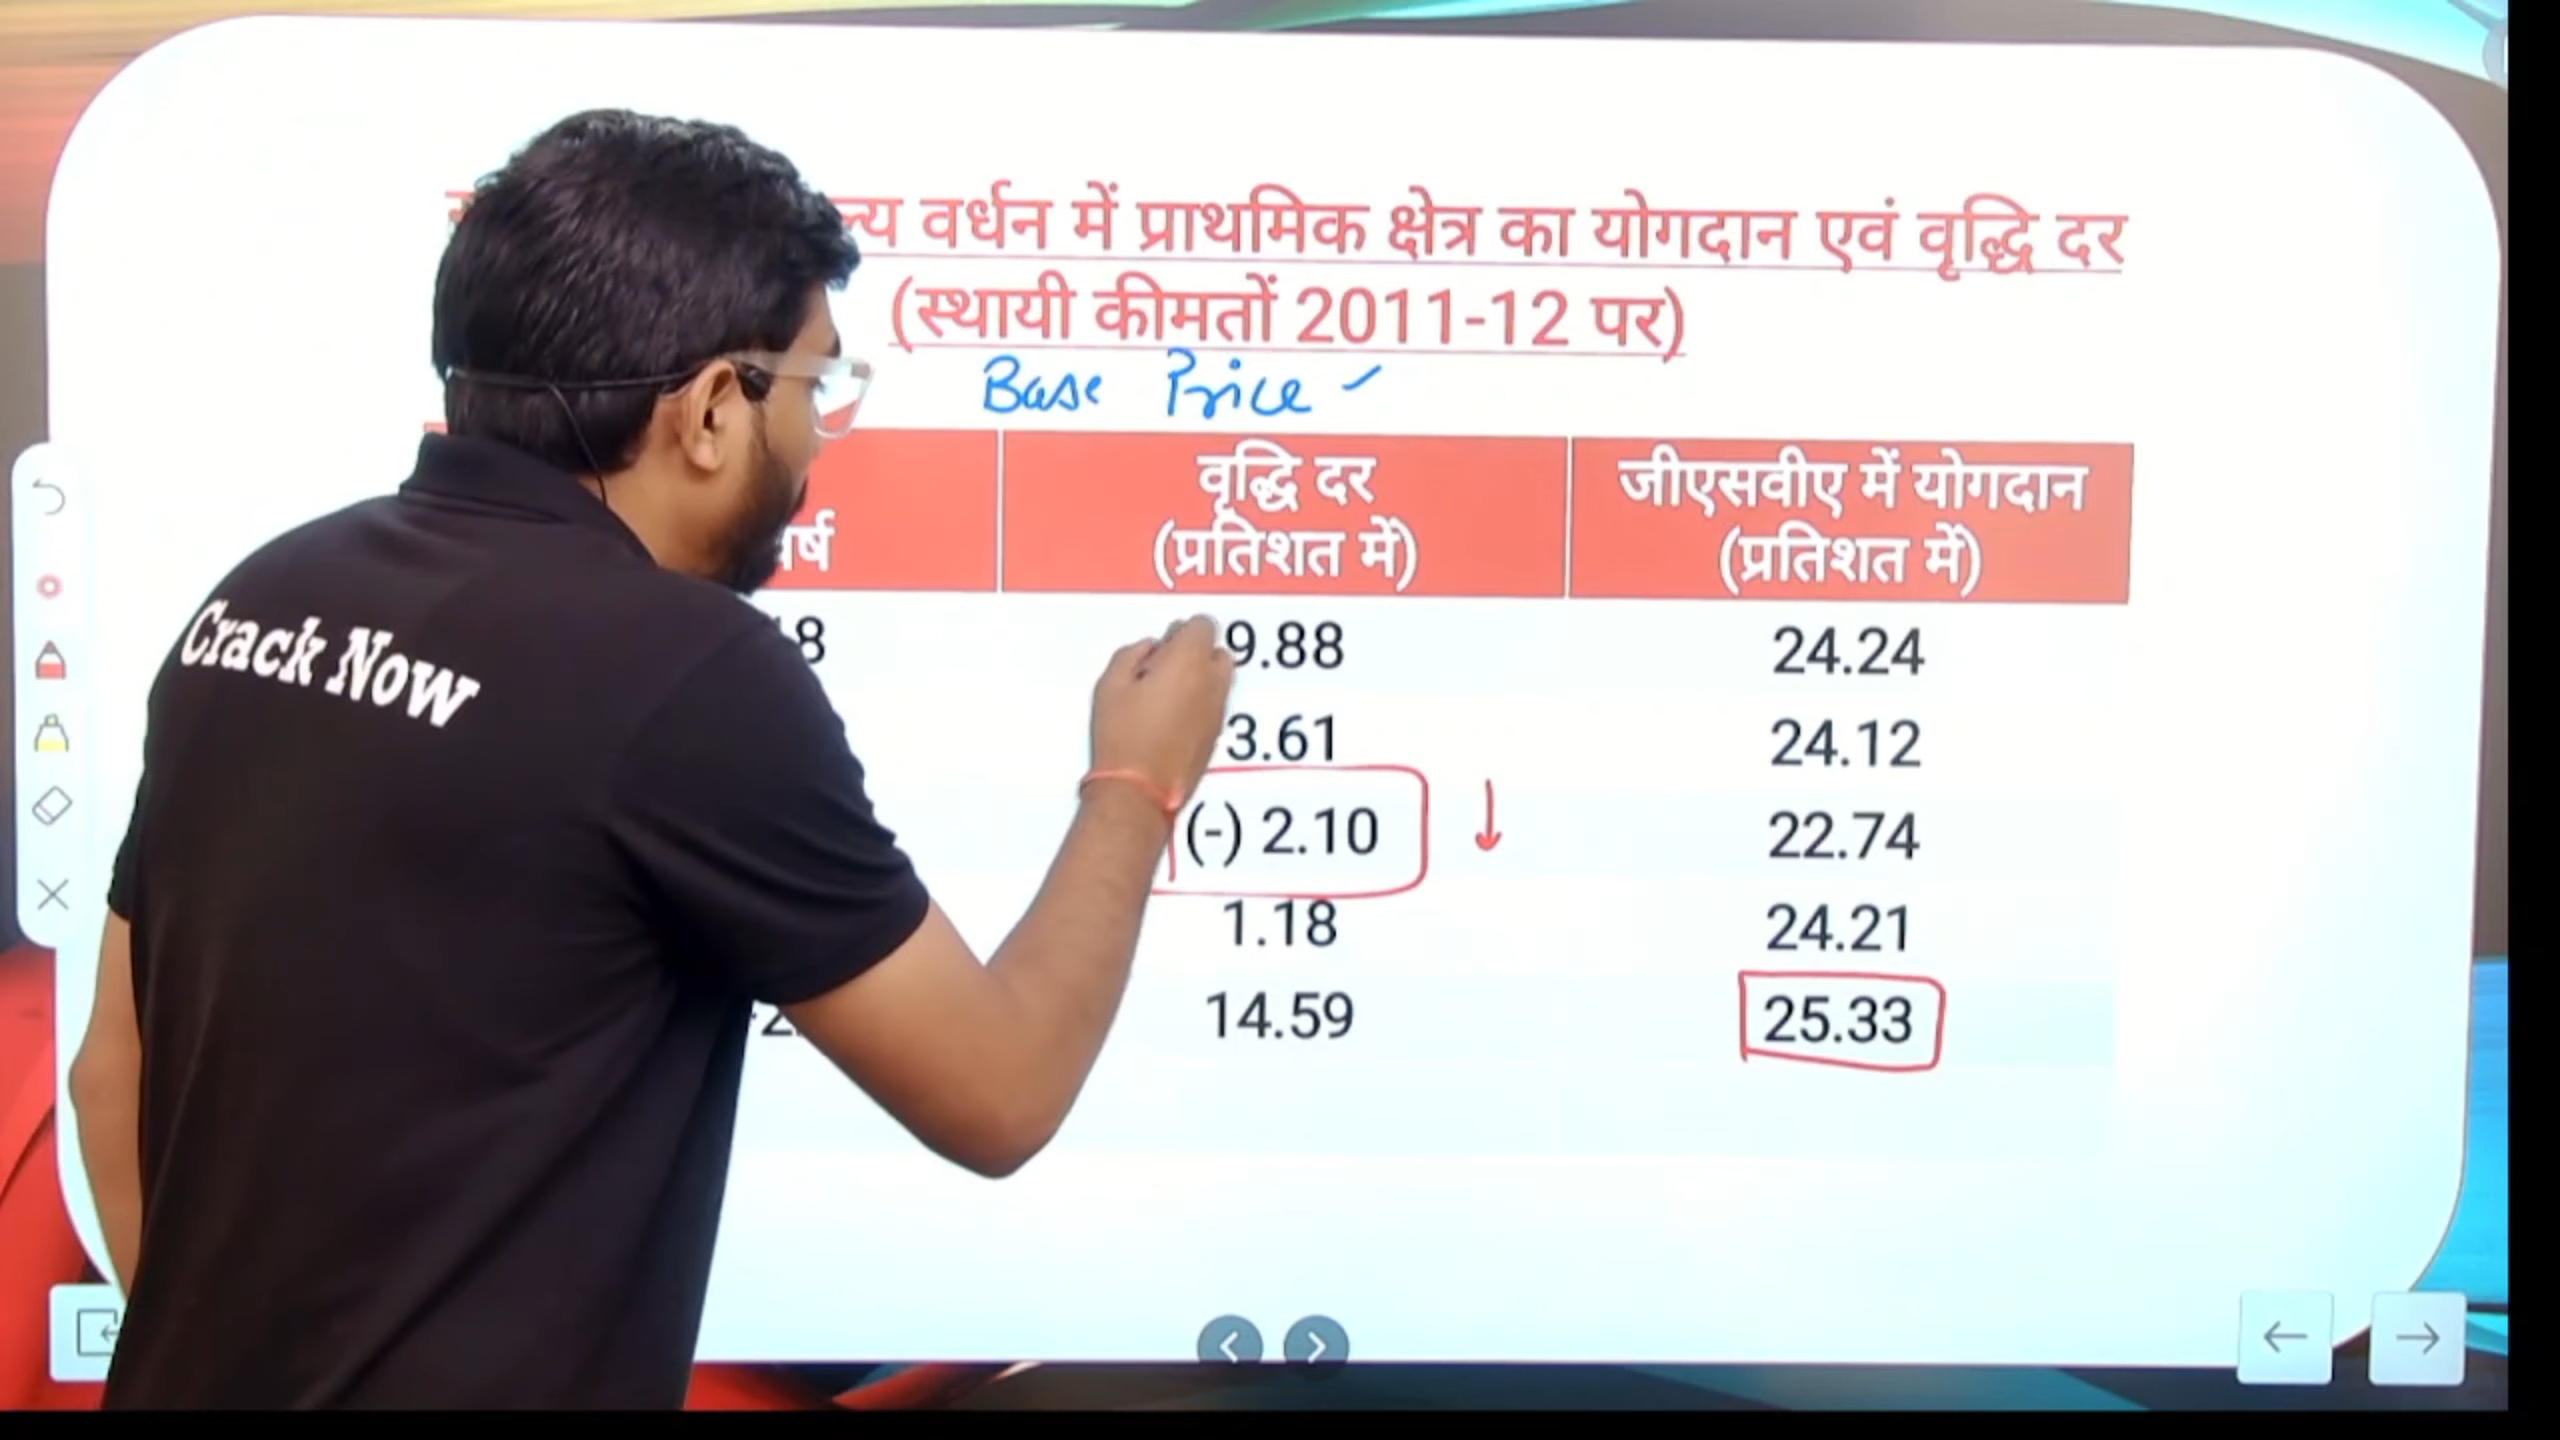 वर्धन में प्राथमिक क्षेत्र का योगदान एवं वृद्धि दर
(स्थायी कीमतों 2011-12 पर)
Base Price
वृद्धि दर
(प्रतिशत में)
जीएसवीए में योगदान
(प्रतिशत में)
9.88 24.24
3.61 24.12
(-) 2.10 22.74
1.18 24.21
14.59 25.33
Crack Now